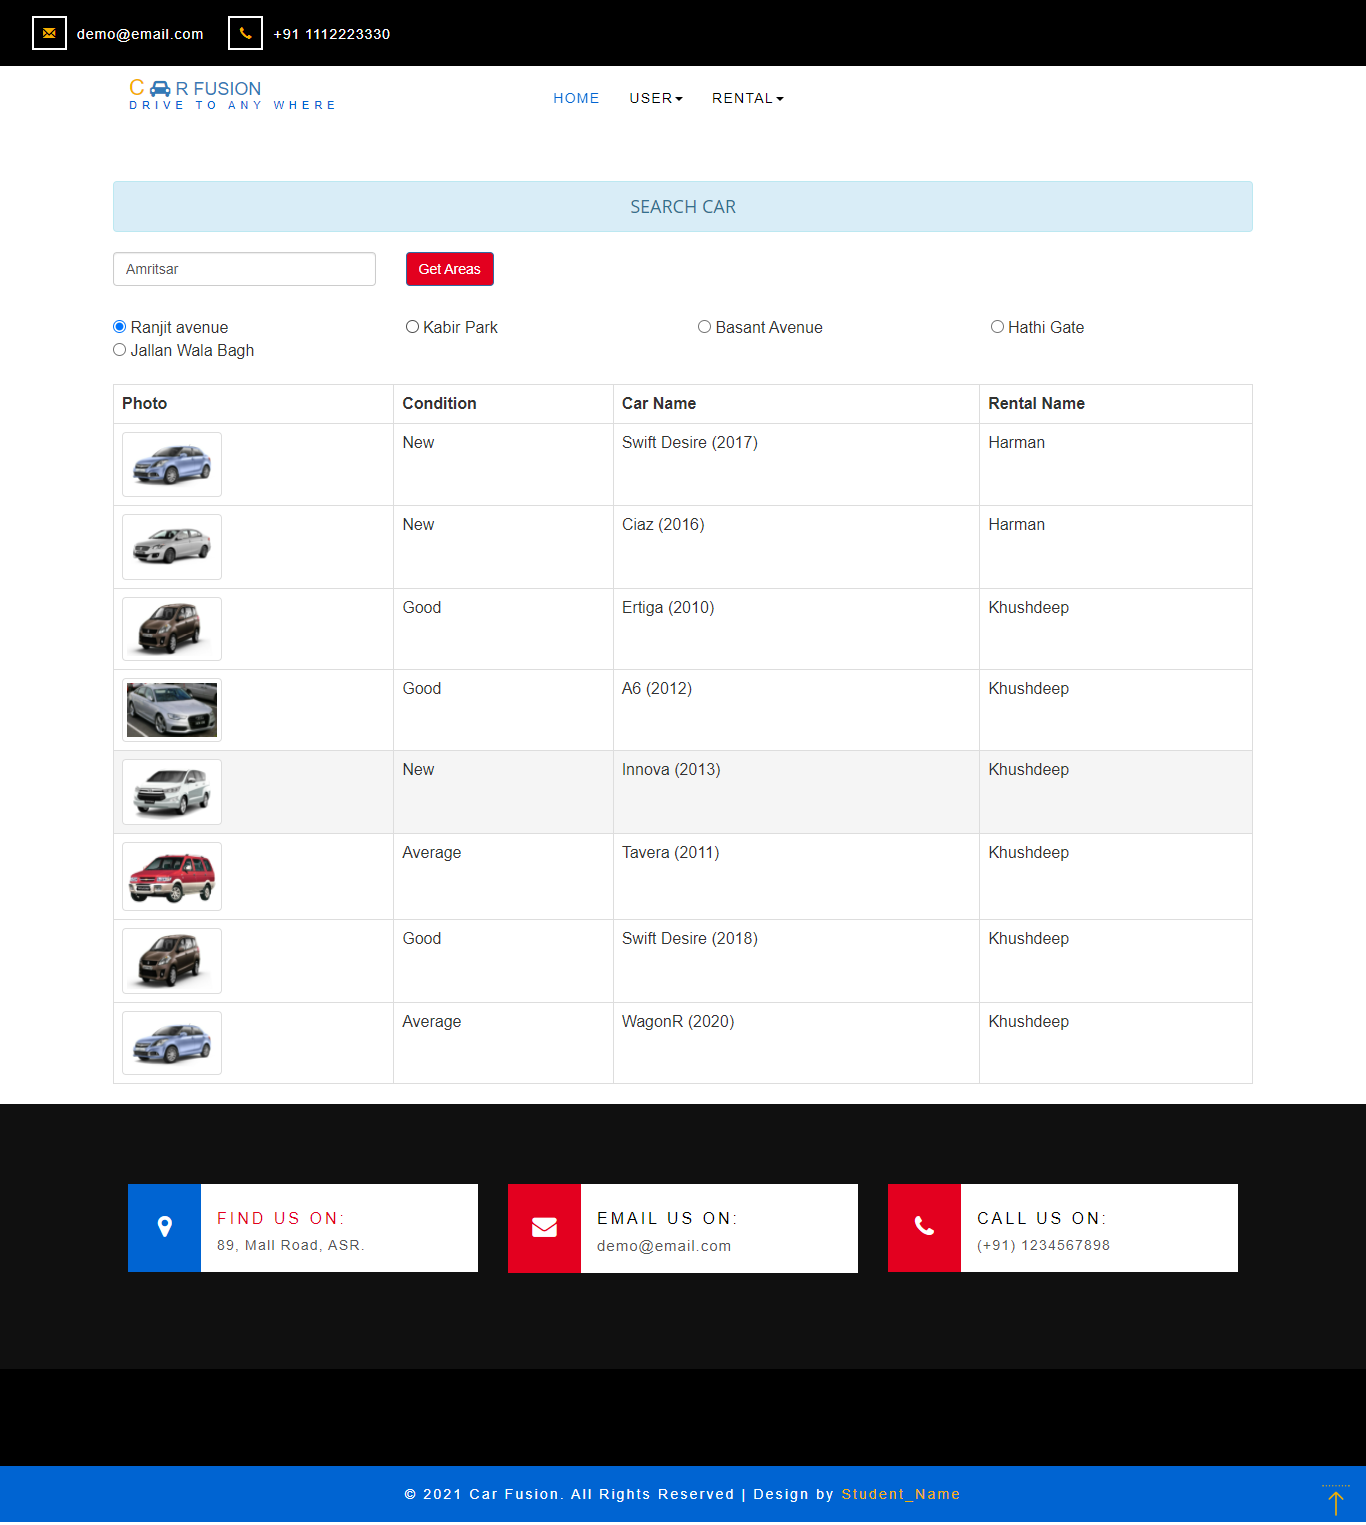 demo@email.com +91 1112223330
C R FUSION
DRIVE TO ANY WHERE
HOME USER RENTAL
SEARCH CAR
Amritsar Get Areas
Ranjit avenue Kabir Park Basant Avenue Hathi Gate
Jallan Wala Bagh
Photo Condition Car Name Rental Name
New Swift Desire (2017) Harman
New Ciaz (2016) Harman
Good Ertiga (2010) Khushdeep
Good A6 (2012) Khushdeep
New Innova (2013) Khushdeep
Average Tavera (2011) Khushdeep
Good Swift Desire (2018) Khushdeep
Average WagonR (2020) Khushdeep
FIND US ON: EMAIL US ON: CALL US ON:
89, Mall Road, ASR. demo@email.com (+91) 1234567898
© 2021 Car Fusion. All Rights Reserved | Design by Student_Name